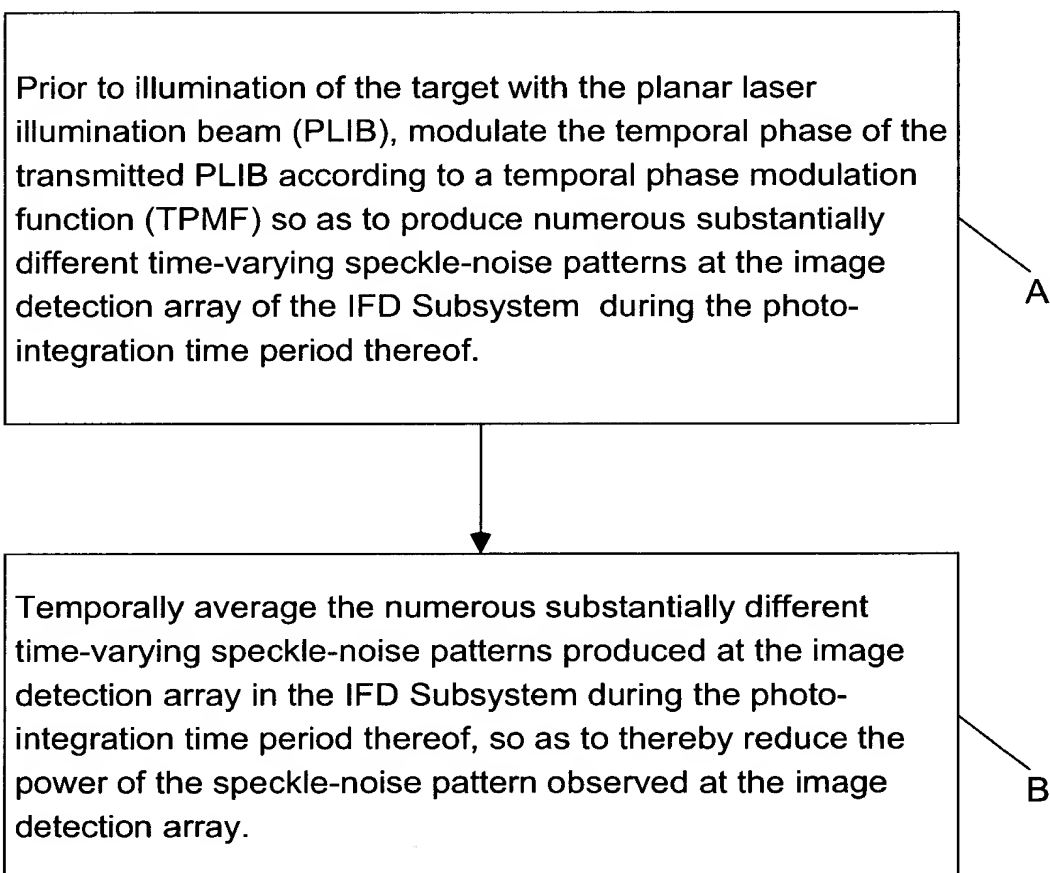 Prior to illumination of the target with the planar laser
illumination beam (PLIB), modulate the temporal phase of the
transmitted PLIB according to a temporal phase modulation
function (TPMF) so as to produce numerous substantially
different time-varying speckle-noise patterns at the image
detection array of the IFD Subsystem during the photo-
integration time period thereof.
A
Temporally average the numerous substantially different
time-varying speckle-noise patterns produced at the image
detection array in the IFD Subsystem during the photo-
integration time period thereof, so as to thereby reduce the
power of the speckle-noise pattern observed at the image
detection array.
B